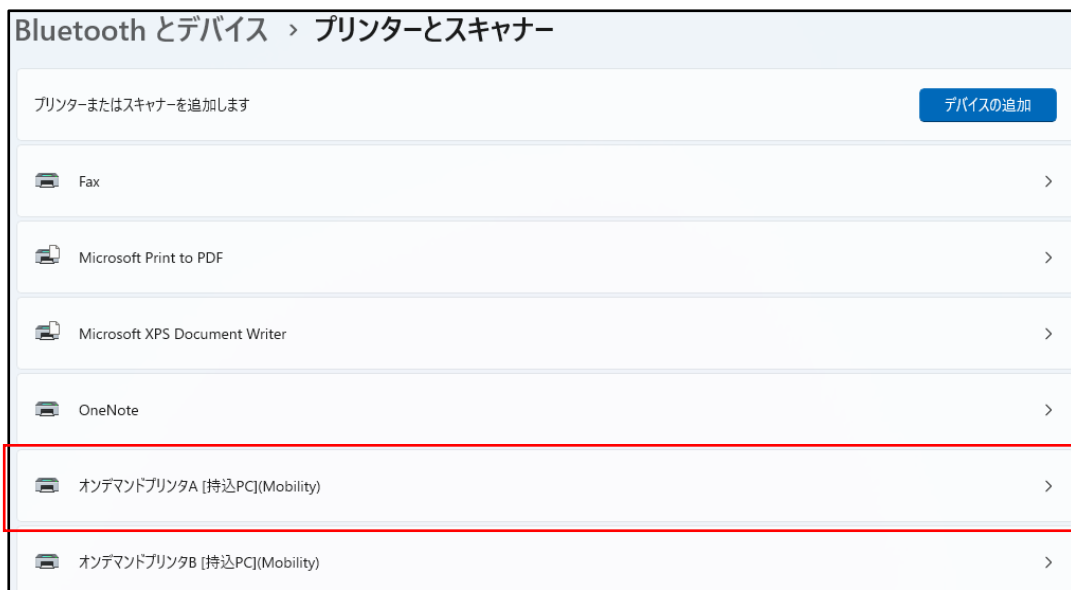 Bluetooth とデバイス › プリンターとスキャナー
プリンターまたはスキャナーを追加します
デバイスの追加
Fax
Microsoft Print to PDF
Microsoft XPS Document Writer
OneNote
オンデマンドプリンタA [持込PC](Mobility)
オンデマンドプリンタB [持込PC](Mobility)